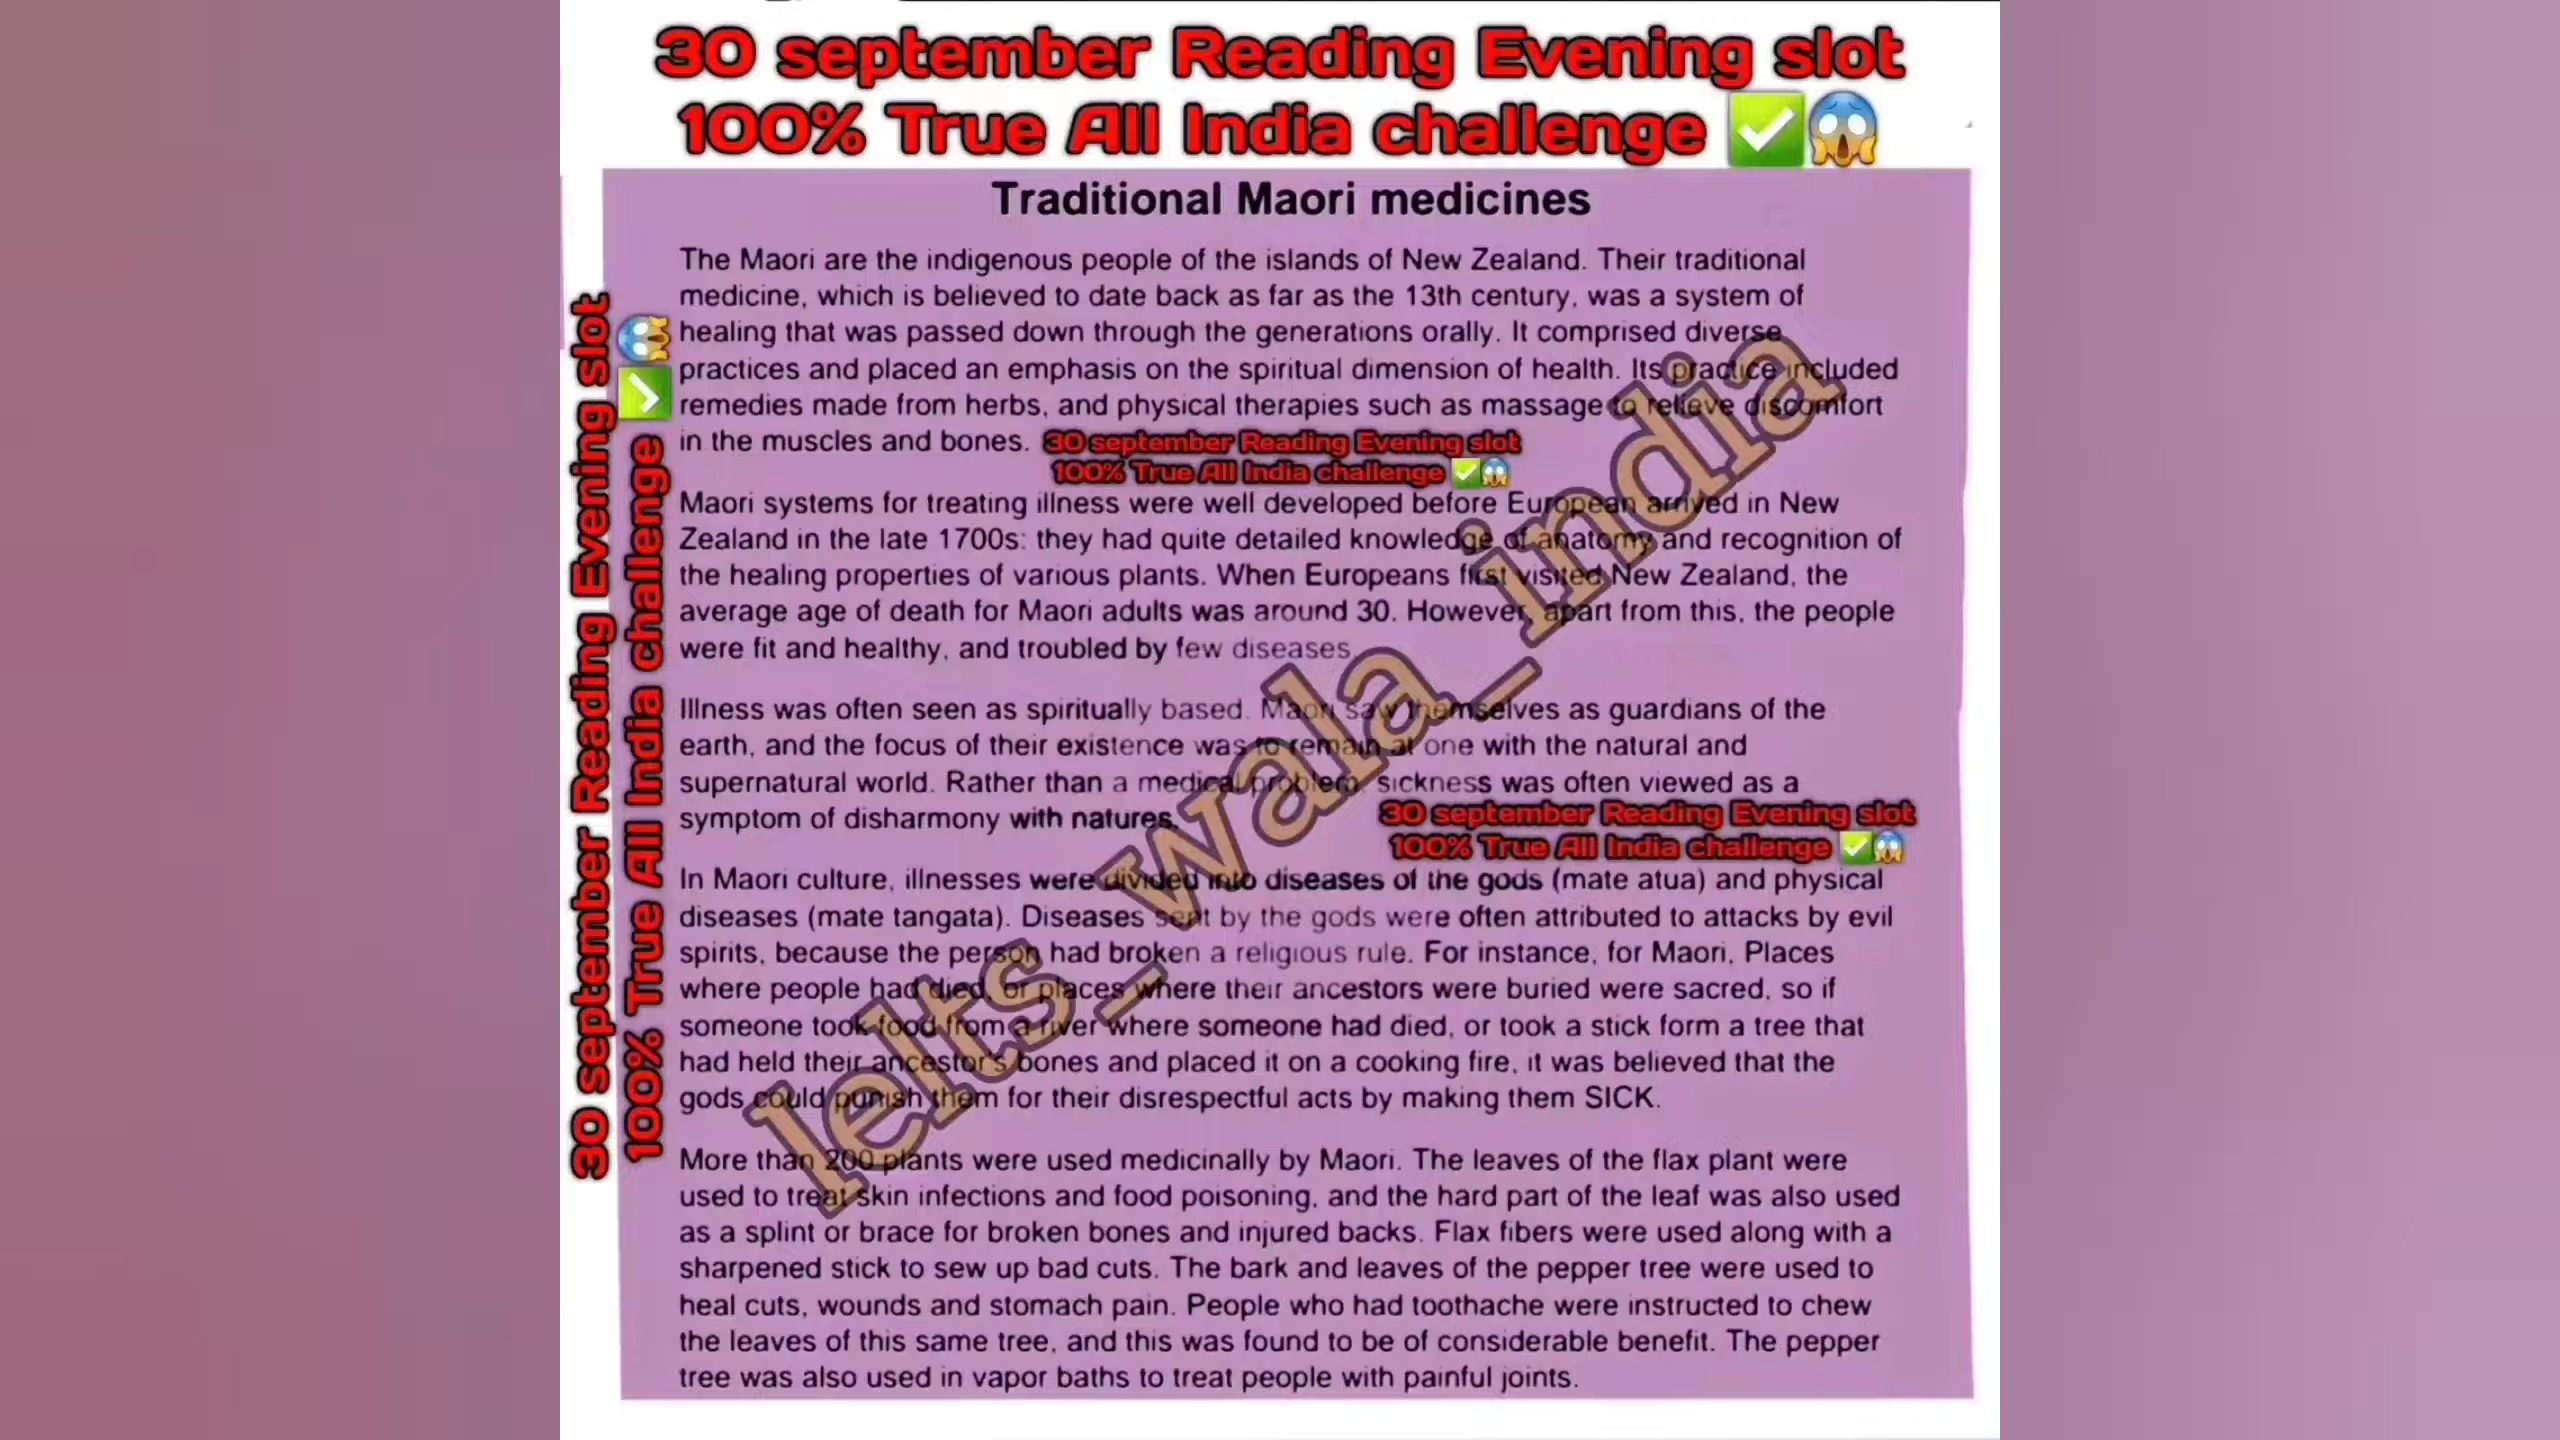 30 september Reading Evening slot
100% True All India challenge ✅😱
Traditional Maori medicines
30 september Reading Evening slot
100% True All India challenge ✅😱
The Maori are the indigenous people of the islands of New Zealand. Their traditional
medicine, which is believed to date back as far as the 13th century, was a system of
healing that was passed down through the generations orally. It comprised diverse
practices and placed an emphasis on the spiritual dimension of health. Its practice included
remedies made from herbs, and physical therapies such as massage to relieve discomfort
in the muscles and bones.
30 september Reading Evening slot
100% True All India challenge ✅😱
Maori systems for treating illness were well developed before European arrived in New
Zealand in the late 1700s: they had quite detailed knowledge of anatomy and recognition of
the healing properties of various plants. When Europeans first visited New Zealand, the
average age of death for Maori adults was around 30. However, apart from this, the people
were fit and healthy, and troubled by few diseases.
Illness was often seen as spiritually based. Maori saw themselves as guardians of the
earth, and the focus of their existence was to remain at one with the natural and
supernatural world. Rather than a medical problem, sickness was often viewed as a
symptom of disharmony with natures.
30 september Reading Evening slot
100% True All India challenge ✅😱
In Maori culture, illnesses were divided into diseases of the gods (mate atua) and physical
diseases (mate tangata). Diseases sent by the gods were often attributed to attacks by evil
spirits, because the person had broken a religious rule. For instance, for Maori, Places
where people had died, or places where their ancestors were buried were sacred, so if
someone took food from a river where someone had died, or took a stick form a tree that
had held their ancestor's bones and placed it on a cooking fire, it was believed that the
gods could punish them for their disrespectful acts by making them SICK.
More than 200 plants were used medicinally by Maori. The leaves of the flax plant were
used to treat skin infections and food poisoning, and the hard part of the leaf was also used
as a splint or brace for broken bones and injured backs. Flax fibers were used along with a
sharpened stick to sew up bad cuts. The bark and leaves of the pepper tree were used to
heal cuts, wounds and stomach pain. People who had toothache were instructed to chew
the leaves of this same tree, and this was found to be of considerable benefit. The pepper
tree was also used in vapor baths to treat people with painful joints.
Ielts_wala_india